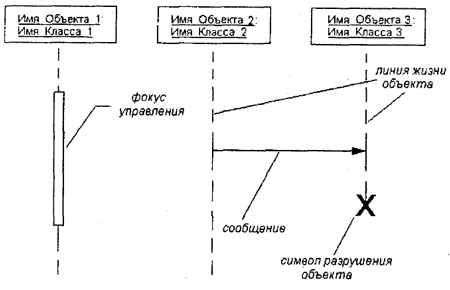 Имя Объекта 1:
Имя Класса 1
Имя Объекта 2:
Имя Класса 2
Имя Объекта 3:
Имя Класса 3
фокус
управления
линия жизни
объекта
сообщение
символ разрушения
объекта